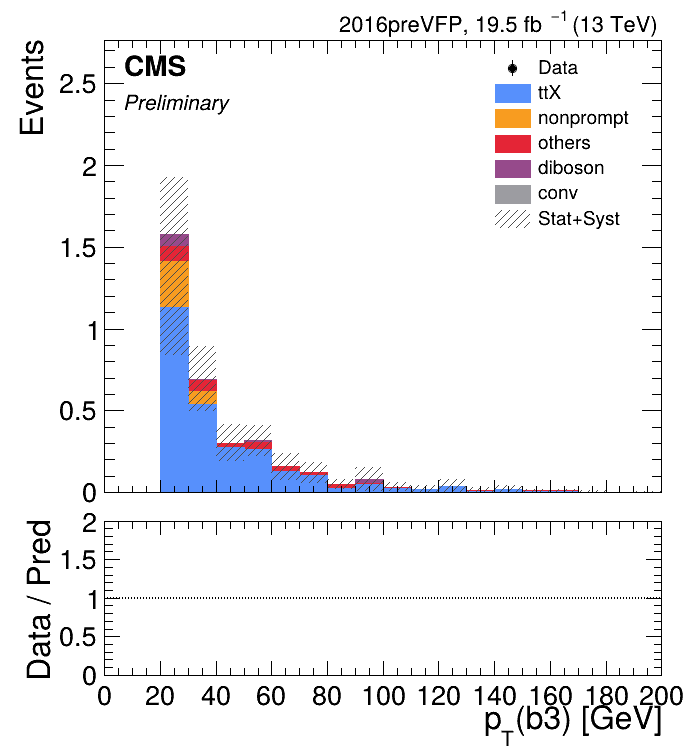 2016preVFP, 19.5 fb⁻¹ (13 TeV)
CMS
Preliminary
Data
ttX
nonprompt
others
diboson
conv
Stat+Syst
Events
2.5
2
1.5
1
0.5
0
Data / Pred
2
1.5
1
0.5
0
0 20 40 60 80 100 120 140 160 180 200
p_T(b3) [GeV]